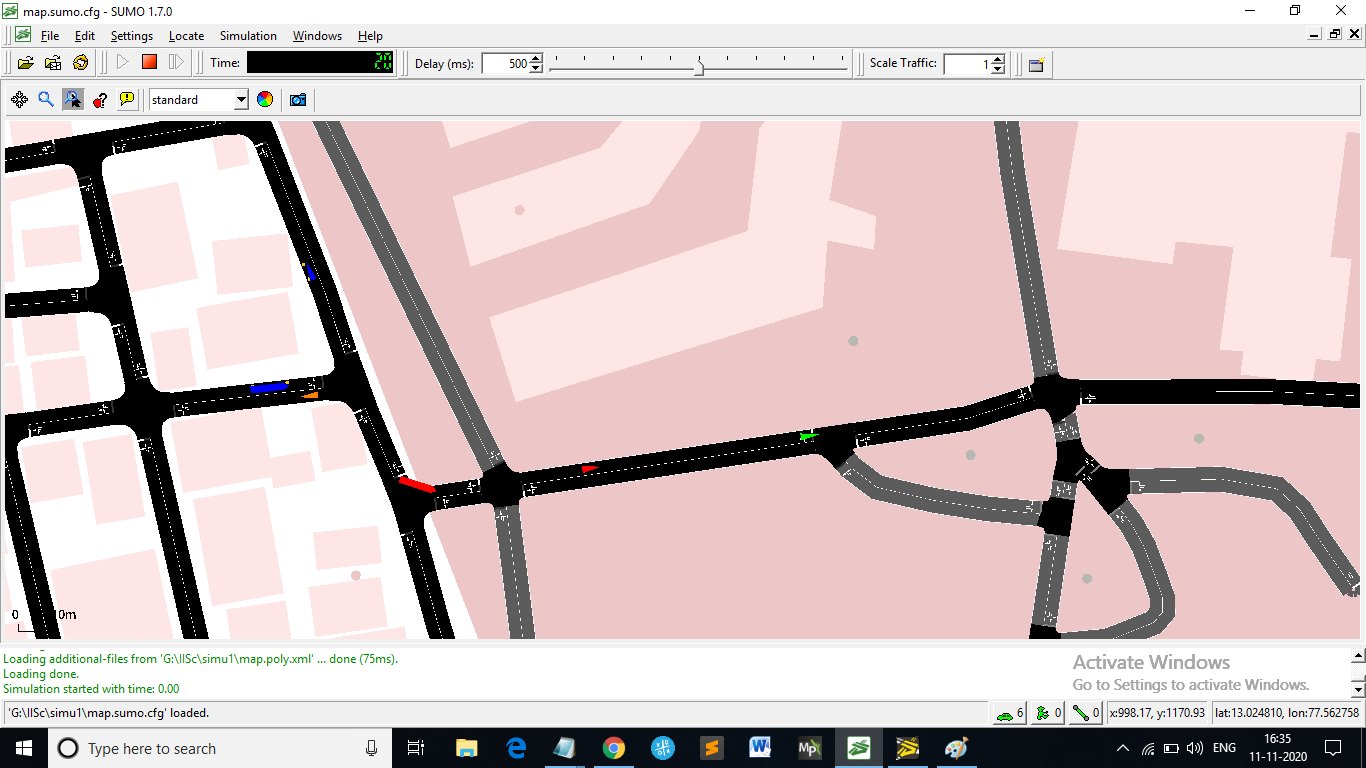 map.sumo.cfg - SUMO 1.7.0
File Edit Settings Locate Simulation Windows Help
Time: 20 Delay (ms): 500 Scale Traffic: 1
standard
0 10m
Loading additional-files from 'G:\IISc\simu1\map.poly.xml' ... done (75ms).
Loading done.
Simulation started with time: 0.00
Activate Windows
Go to Settings to activate Windows.
'G:\IISc\simu1\map.sumo.cfg' loaded.
6 0 0 x:998.17, y:1170.93 lat:13.024810, lon:77.562758
Type here to search
W Mp
ENG
16:35
11-11-2020